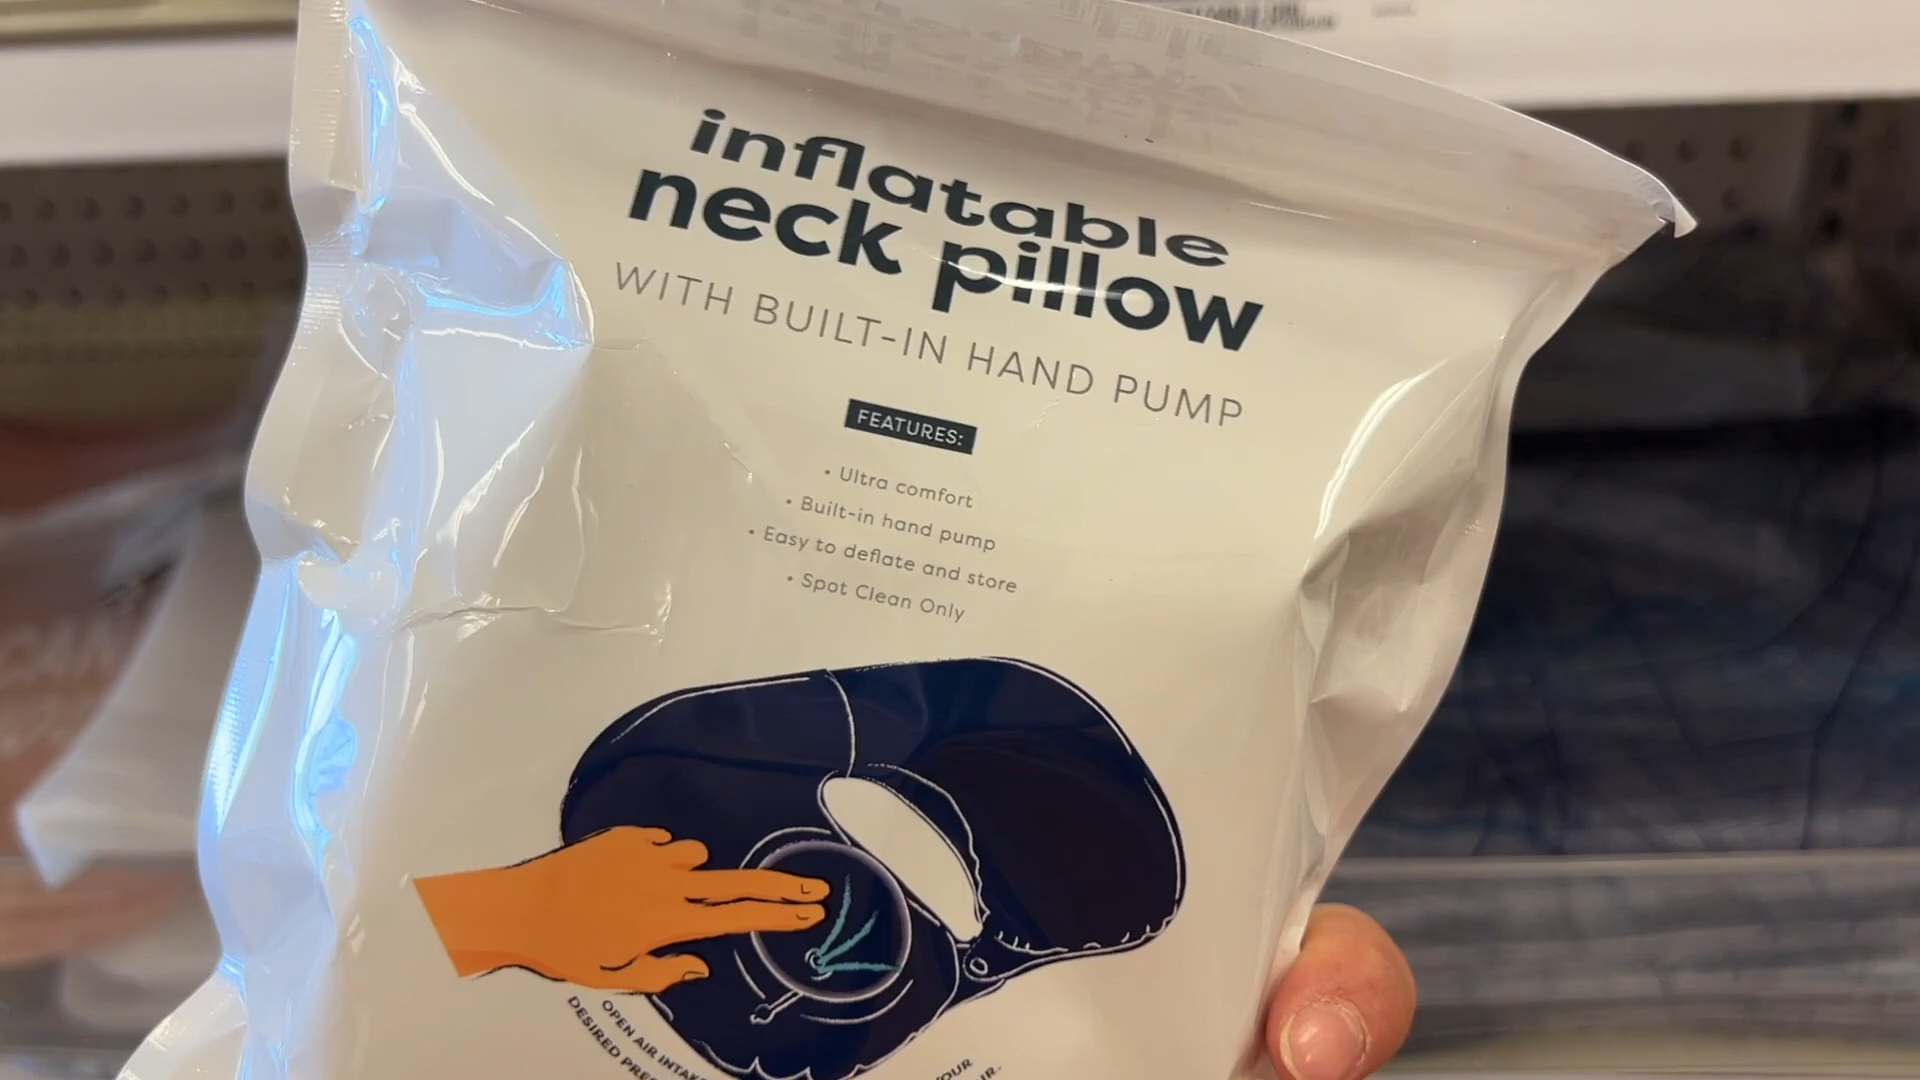 inflatable
neck pillow
WITH BUILT-IN HAND PUMP
FEATURES:
• Ultra comfort
• Built-in hand pump
• Easy to deflate and store
• Spot Clean Only
OPEN AIR
DESIRED